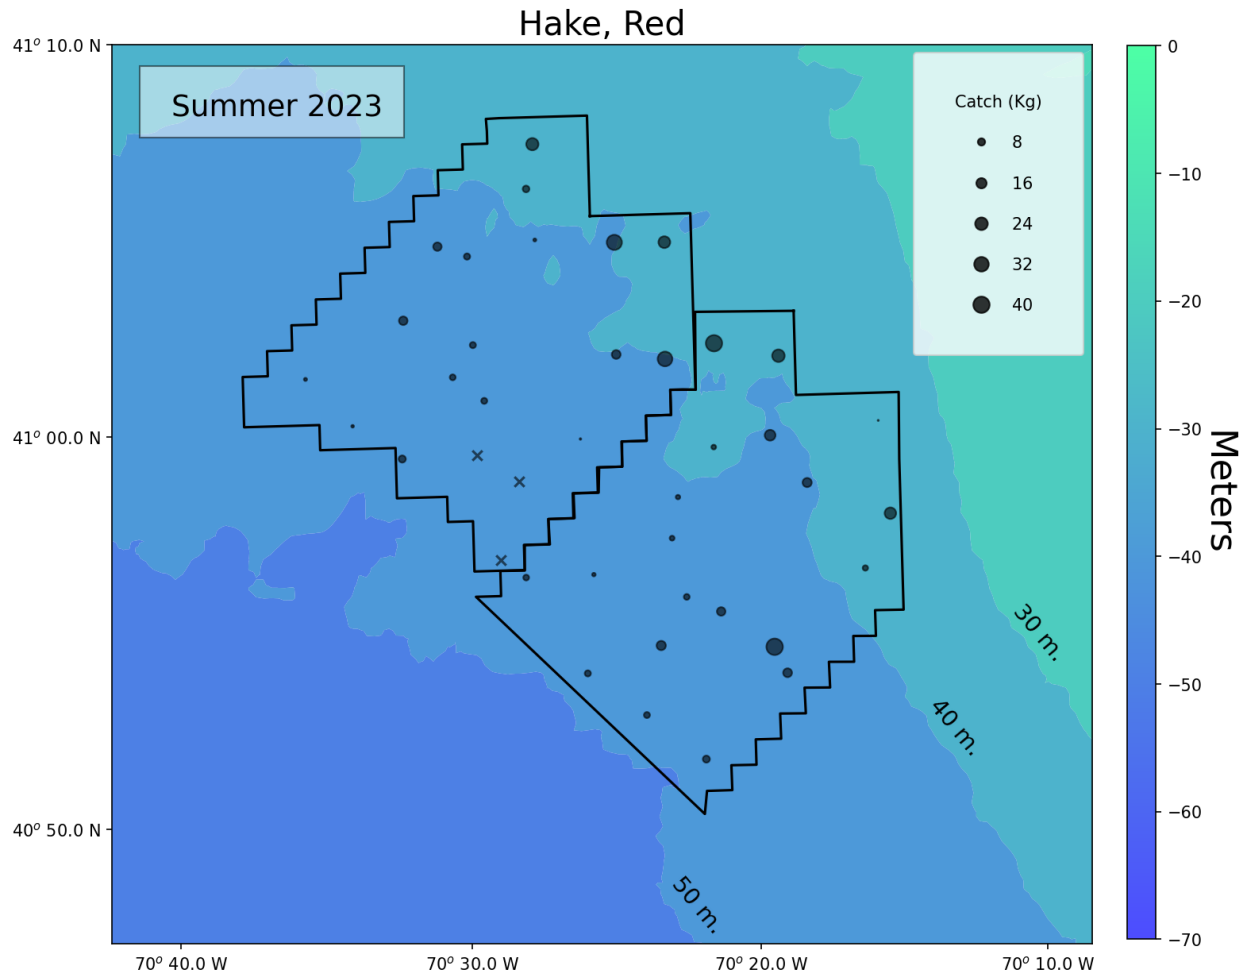 Hake, Red
41° 10.0 N
Summer 2023
Catch (Kg)
8
16
24
32
40
0
−10
−20
−30
−40
−50
−60
−70
Meters
41° 00.0 N
40° 50.0 N
30 m.
40 m.
50 m.
70° 40.0 W
70° 30.0 W
70° 20.0 W
70° 10.0 W